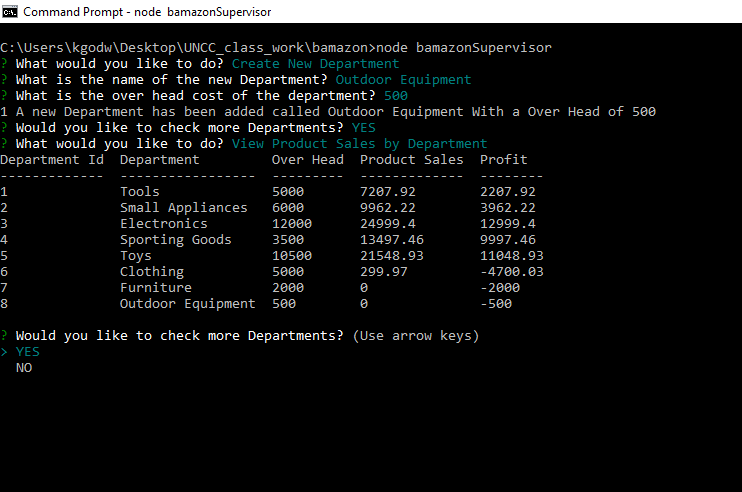 Command Prompt - node bamazonSupervisor
C:\Users\kgodw\Desktop\UNCC_class_work\bamazon>node bamazonSupervisor
? What would you like to do? Create New Department
? What is the name of the new Department? Outdoor Equipment
? What is the over head cost of the department? 500
1 A new Department has been added called Outdoor Equipment With a Over Head of 500
? Would you like to check more Departments? YES
? What would you like to do? View Product Sales by Department
Department Id  Department         Over Head  Product Sales  Profit
-------------  -----------------  ---------  -------------  --------
1              Tools              5000       7207.92        2207.92
2              Small Appliances   6000       9962.22        3962.22
3              Electronics        12000      24999.4        12999.4
4              Sporting Goods     3500       13497.46       9997.46
5              Toys               10500      21548.93       11048.93
6              Clothing           5000       299.97         -4700.03
7              Furniture          2000       0              -2000
8              Outdoor Equipment  500        0              -500
? Would you like to check more Departments? (Use arrow keys)
> YES
  NO